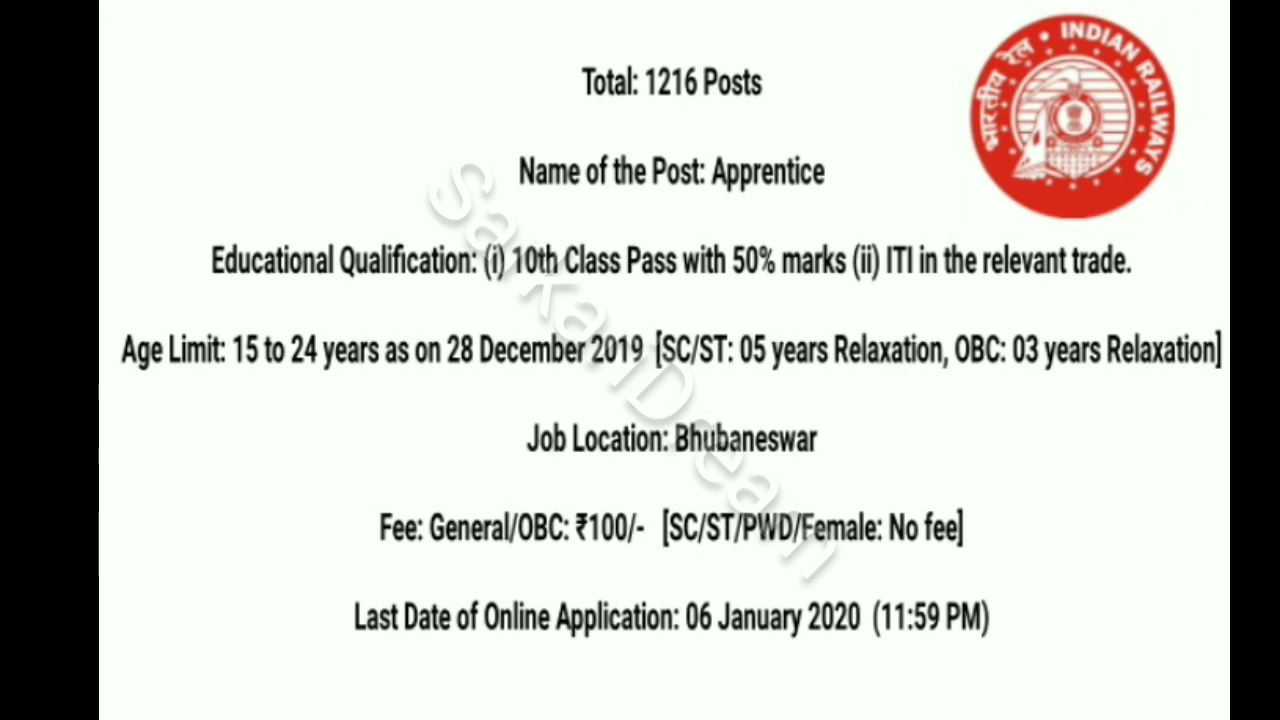 भारतीय रेल • INDIAN RAILWAYS
Total: 1216 Posts
Name of the Post: Apprentice
Educational Qualification: (i) 10th Class Pass with 50% marks (ii) ITI in the relevant trade.
Age Limit: 15 to 24 years as on 28 December 2019 [SC/ST: 05 years Relaxation, OBC: 03 years Relaxation]
Job Location: Bhubaneswar
Fee: General/OBC: ₹100/- [SC/ST/PWD/Female: No fee]
Last Date of Online Application: 06 January 2020 (11:59 PM)
SarkariDream